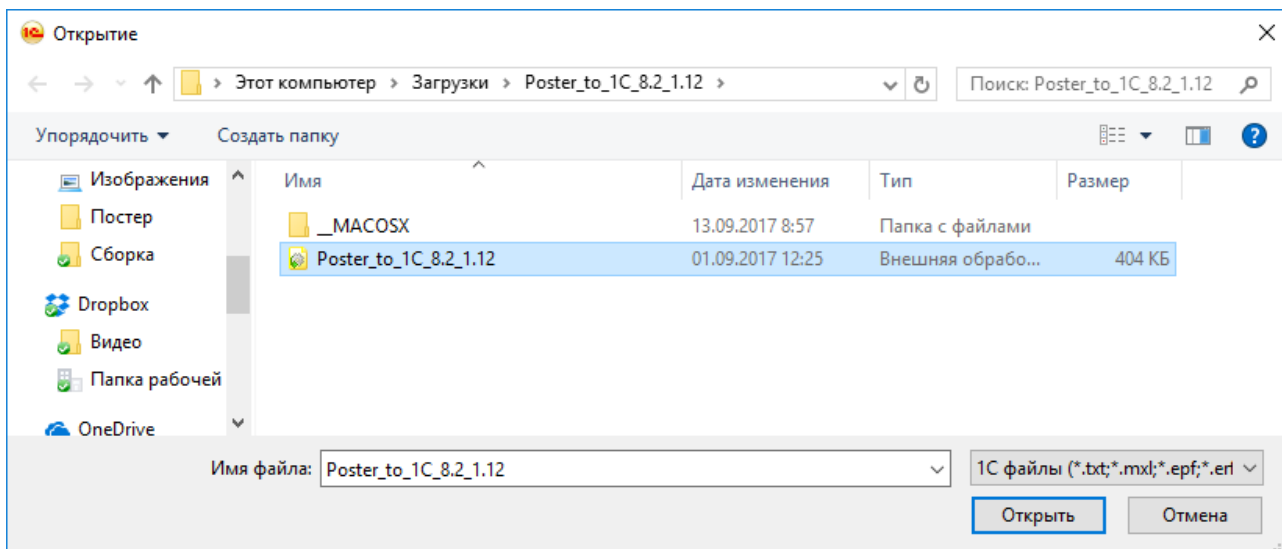 1С Открытие
Этот компьютер > Загрузки > Poster_to_1C_8.2_1.12 >
Поиск: Poster_to_1C_8.2_1.12
Упорядочить Создать папку ?
Изображения
Постер
Сборка
Dropbox
Видео
Папка рабочей
OneDrive
Имя Дата изменения Тип Размер
__MACOSX 13.09.2017 8:57 Папка с файлами
Poster_to_1C_8.2_1.12 01.09.2017 12:25 Внешняя обрабо... 404 КБ
Имя файла: Poster_to_1C_8.2_1.12 1С файлы (*.txt;*.mxl;*.epf;*.erf
Открыть Отмена